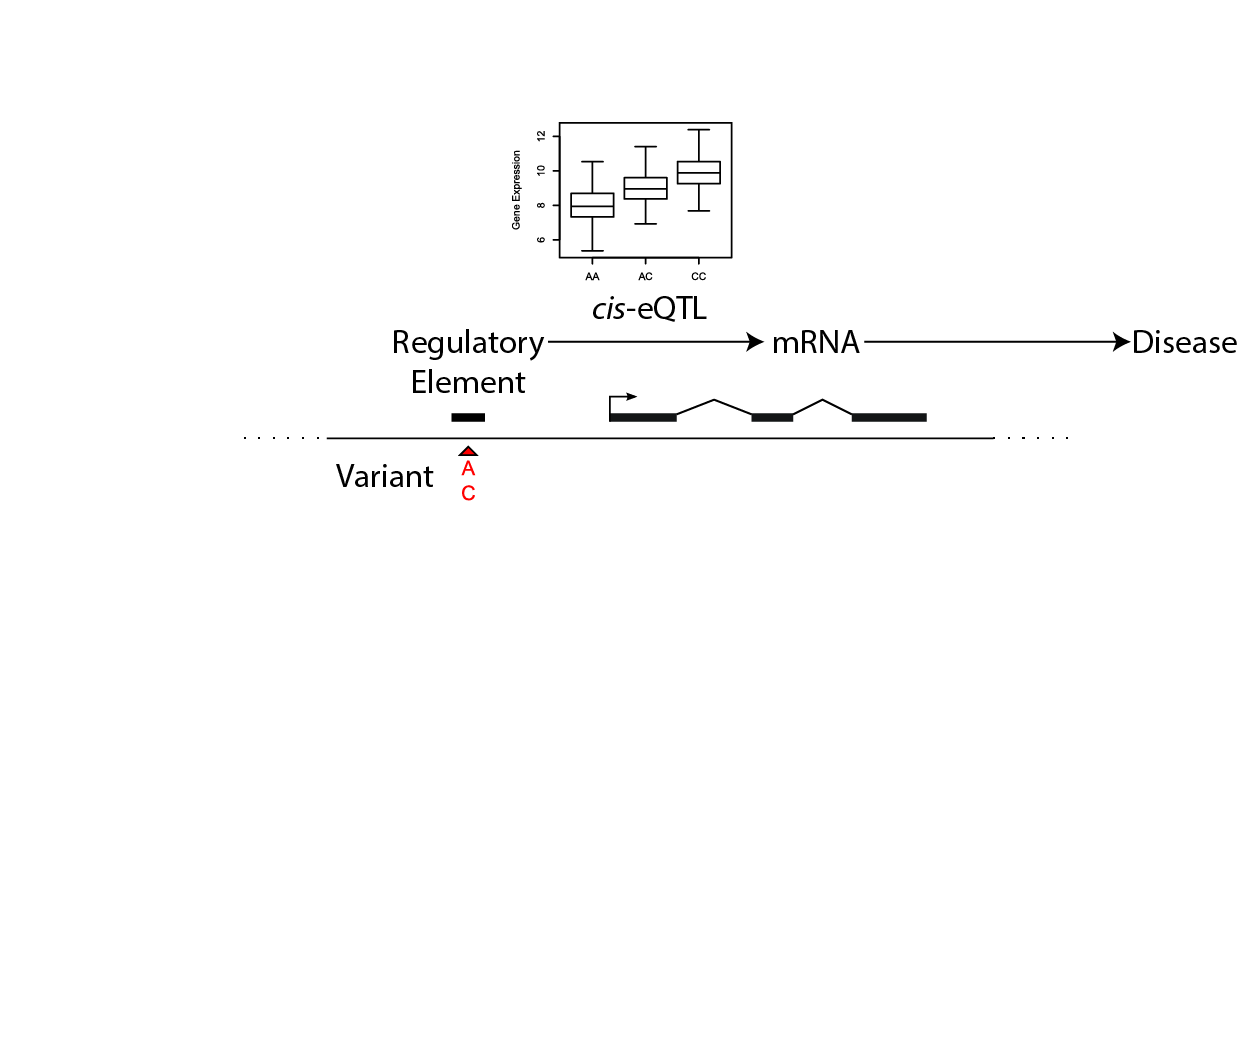 12
10
8
6
Gene Expression
AA AC CC
cis-eQTL
Regulatory mRNA Disease
Element
Variant
A
C